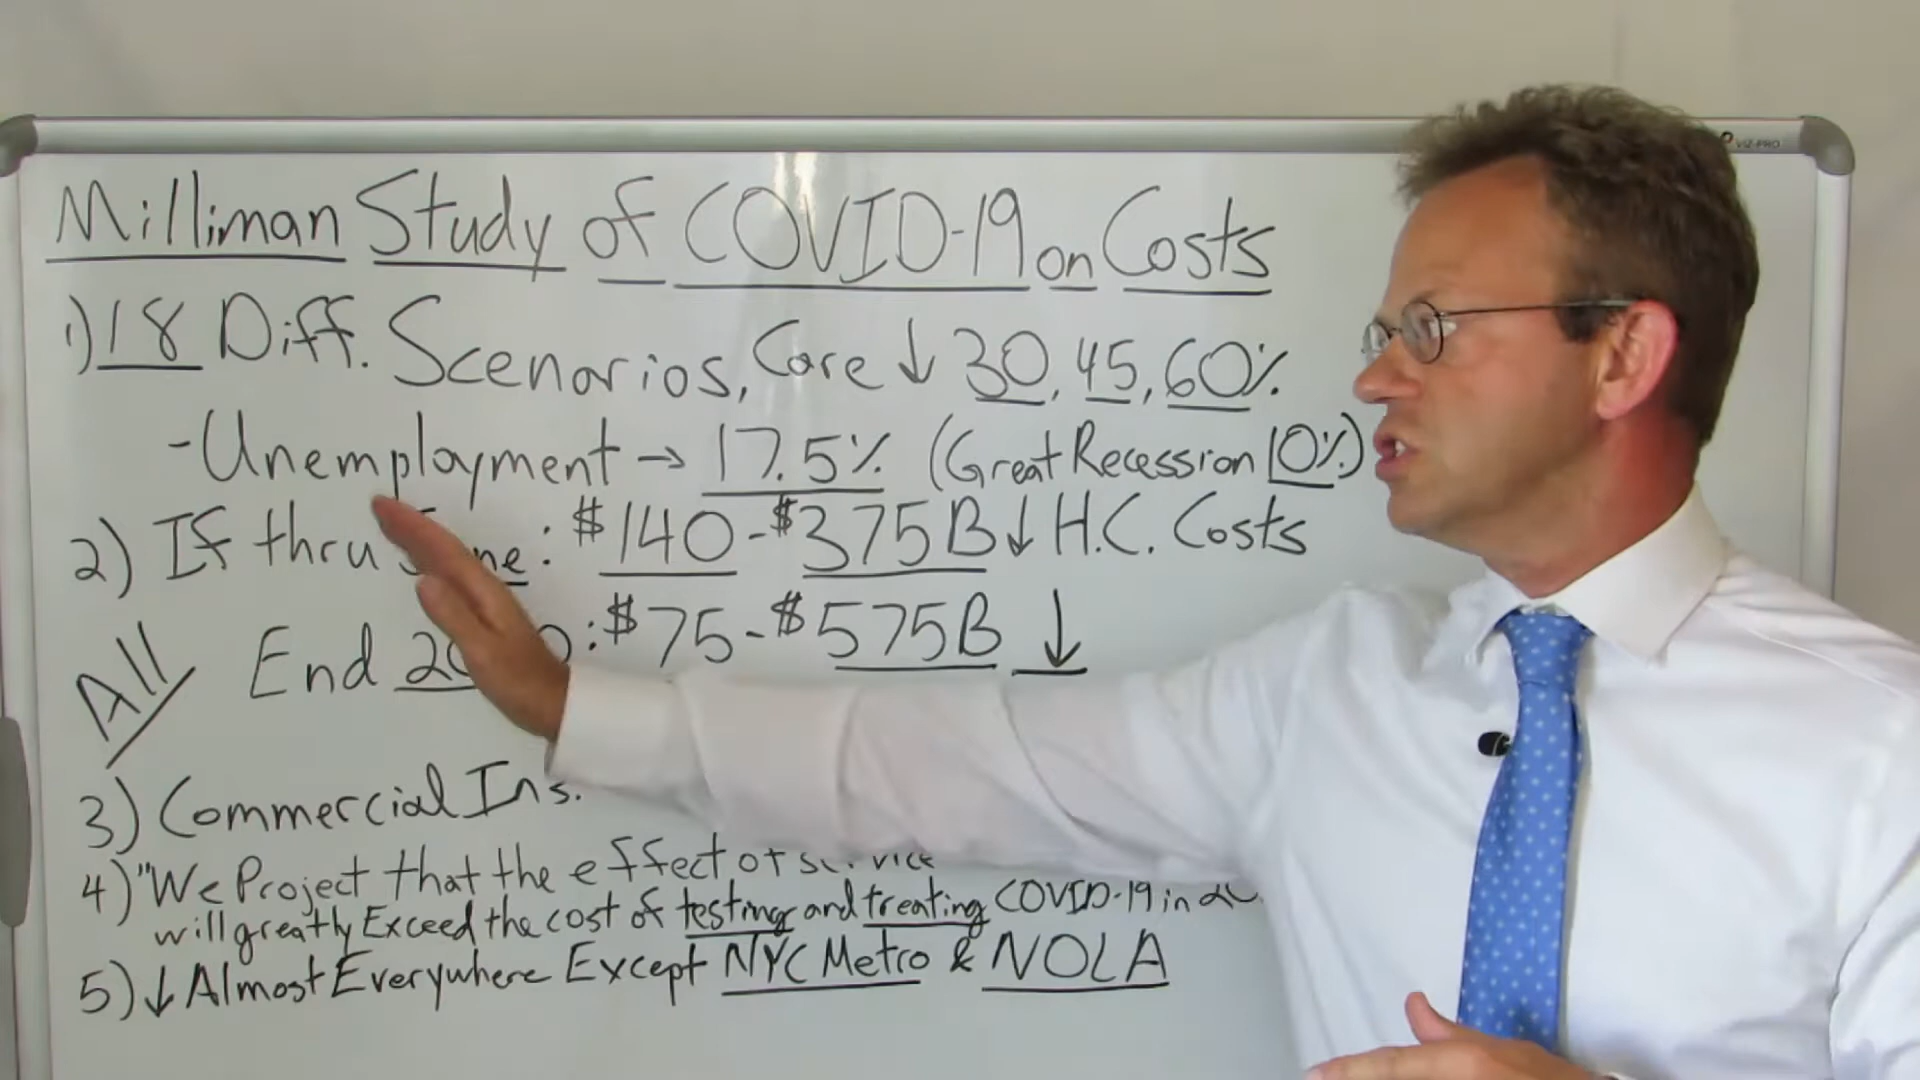 VIZ-PRO
Milliman Study of COVID-19 on Costs
1) 18 Diff. Scenarios, Care ↓ 30, 45, 60%
- Unemployment → 17.5% (Great Recession 10%)
2) If thru : $140-$375B ↓ H.C. Costs
All End : $75-$575B ↓
3) Commercial Ins.
4) "We Project that the effect of
will greatly Exceed the cost of testing and treating COVID-19 in
5) ↓ Almost Everywhere Except NYC Metro & NOLA